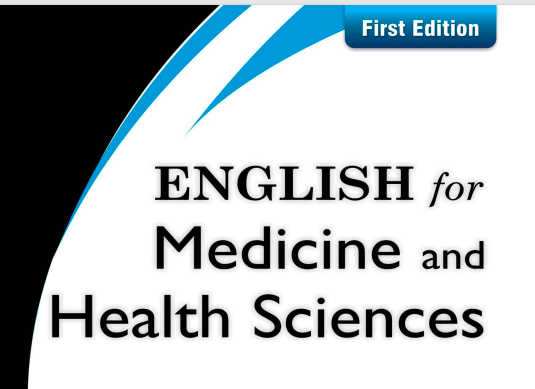 First Edition
ENGLISH for
Medicine and
Health Sciences